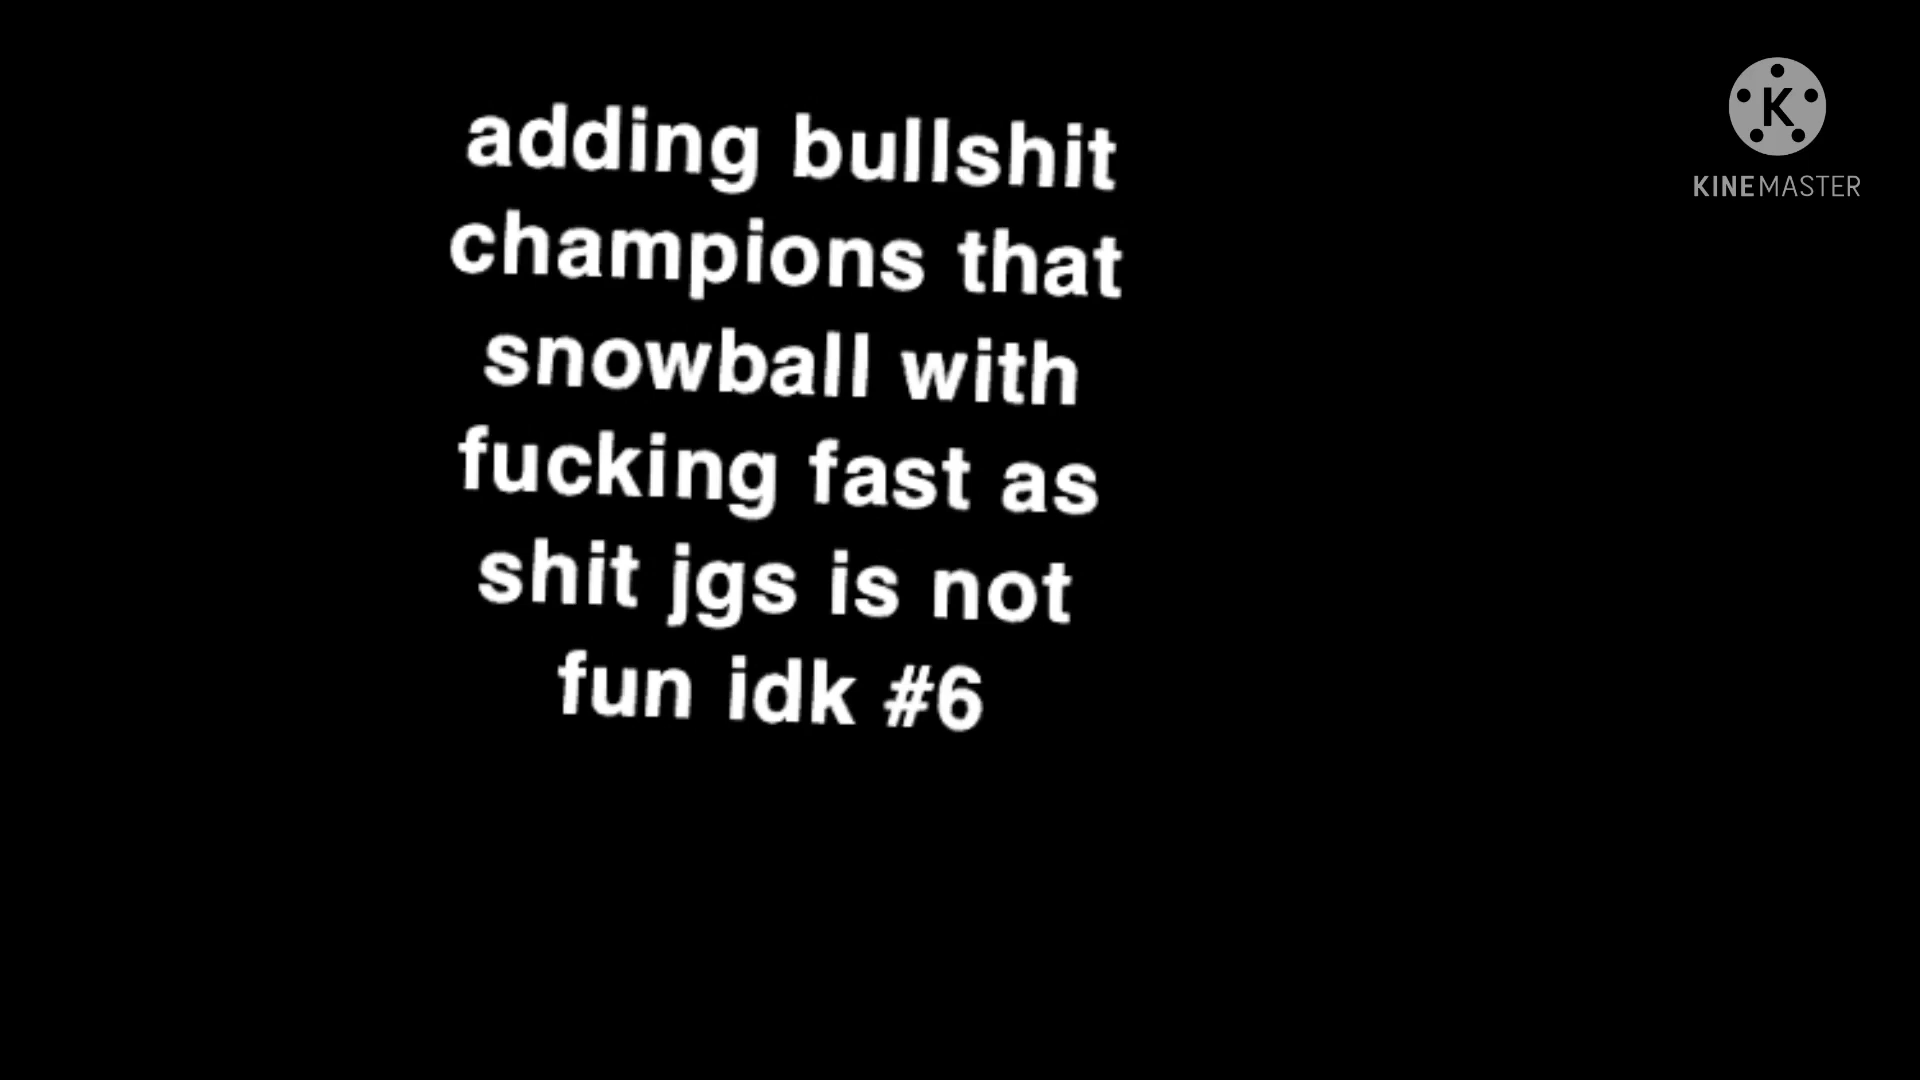 adding bullshit
champions that
snowball with
fucking fast as
shit jgs is not
fun idk #6
K
KINEMASTER